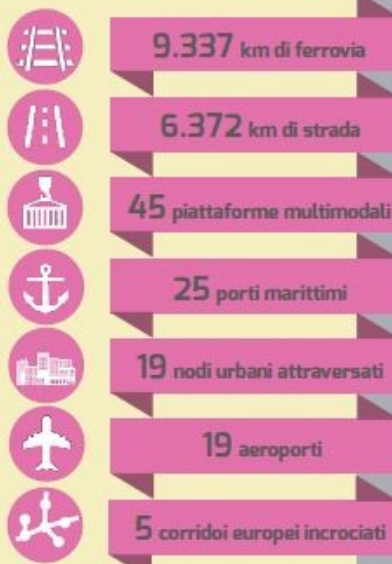 9.337 km di ferrovia
6.372 km di strada
45 piattaforme multimodali
25 porti marittimi
19 nodi urbani attraversati
19 aeroporti
5 corridoi europei incrociati